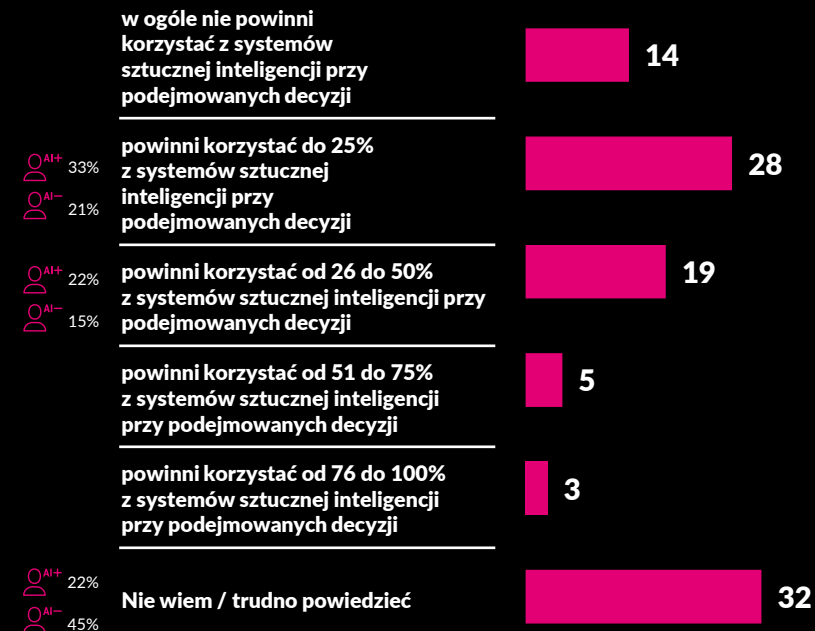 w ogóle nie powinni
korzystać z systemów
sztucznej inteligencji przy
podejmowanych decyzji
14
AI+ 33%
AI− 21%
powinni korzystać do 25%
z systemów sztucznej
inteligencji przy
podejmowanych decyzji
28
AI+ 22%
AI− 15%
powinni korzystać od 26 do 50%
z systemów sztucznej inteligencji przy
podejmowanych decyzji
19
powinni korzystać od 51 do 75%
z systemów sztucznej inteligencji
przy podejmowanych decyzji
5
powinni korzystać od 76 do 100%
z systemów sztucznej inteligencji
przy podejmowanych decyzji
3
AI+ 22%
AI− 45%
Nie wiem / trudno powiedzieć
32